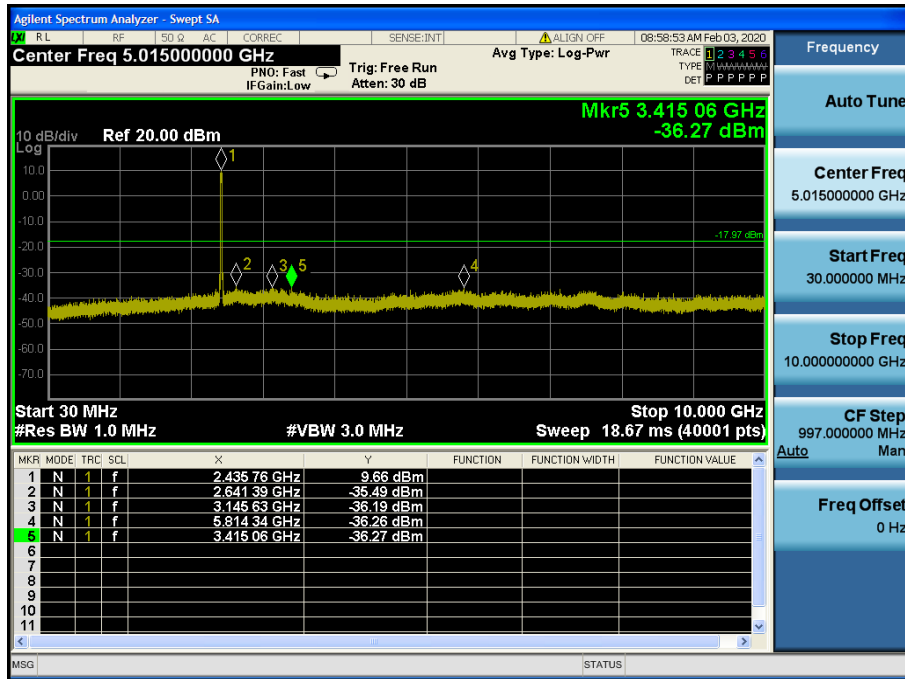 Agilent Spectrum Analyzer - Swept SA
LXI RL RF 50 Ω AC CORREC SENSE:INT ALIGN OFF 08:58:53 AM Feb 03, 2020
Center Freq 5.015000000 GHz
PNO: Fast
IFGain:Low
Trig: Free Run
Atten: 30 dB
Avg Type: Log-Pwr
TRACE 1 2 3 4 5 6
TYPE M WWWWW
DET P P P P P P
Mkr5 3.415 06 GHz
-36.27 dBm
10 dB/div Ref 20.00 dBm
Log
10.0
0.00
-10.0
-20.0
-30.0
-40.0
-50.0
-60.0
-70.0
1
2
3
5
4
-17.97 dBm
Start 30 MHz Stop 10.000 GHz
#Res BW 1.0 MHz #VBW 3.0 MHz Sweep 18.67 ms (40001 pts)
MKR MODE TRC SCL X Y FUNCTION FUNCTION WIDTH FUNCTION VALUE
1 N 1 f 2.435 76 GHz 9.66 dBm
2 N 1 f 2.641 39 GHz -35.49 dBm
3 N 1 f 3.145 63 GHz -36.19 dBm
4 N 1 f 5.814 34 GHz -36.26 dBm
5 N 1 f 3.415 06 GHz -36.27 dBm
6
7
8
9
10
11
MSG STATUS
Frequency
Auto Tune
Center Freq
5.015000000 GHz
Start Freq
30.000000 MHz
Stop Freq
10.000000000 GHz
CF Step
997.000000 MHz
Auto Man
Freq Offset
0 Hz